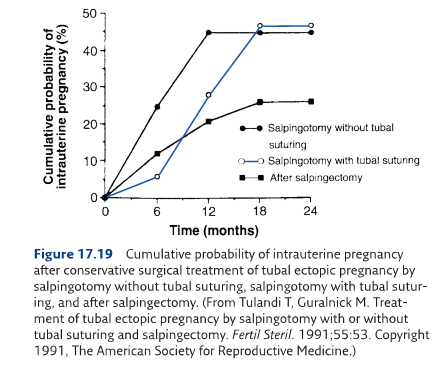 Cumulative probability of
intrauterine pregnancy (%)
50
40
30
20
10
0
0 6 12 18 24
Time (months)
Salpingotomy without tubal
suturing
Salpingotomy with tubal suturing
After salpingectomy
Figure 17.19 Cumulative probability of intrauterine pregnancy
after conservative surgical treatment of tubal ectopic pregnancy by
salpingotomy without tubal suturing, salpingotomy with tubal sutur-
ing, and after salpingectomy. (From Tulandi T, Guralnick M. Treat-
ment of tubal ectopic pregnancy by salpingotomy with or without
tubal suturing and salpingectomy. Fertil Steril. 1991;55:53. Copyright
1991, The American Society for Reproductive Medicine.)